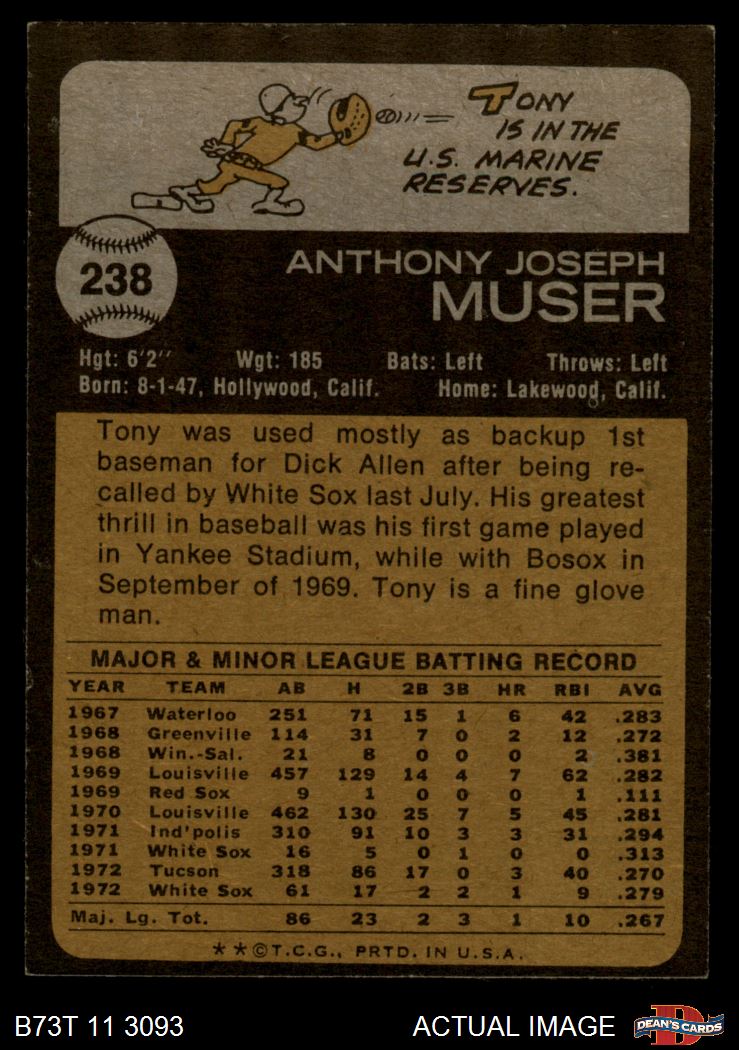 TONY
IS IN THE
U.S. MARINE
RESERVES.
238
ANTHONY JOSEPH
MUSER
Hgt: 6'2" Wgt: 185 Bats: Left Throws: Left
Born: 8-1-47, Hollywood, Calif. Home: Lakewood, Calif.
Tony was used mostly as backup 1st
baseman for Dick Allen after being re-
called by White Sox last July. His greatest
thrill in baseball was his first game played
in Yankee Stadium, while with Bosox in
September of 1969. Tony is a fine glove
man.
MAJOR & MINOR LEAGUE BATTING RECORD
YEAR TEAM AB H 2B 3B HR RBI AVG
1967 Waterloo 251 71 15 1 6 42 .283
1968 Greenville 114 31 7 0 2 12 .272
1968 Win.-Sal. 21 8 0 0 0 2 .381
1969 Louisville 457 129 14 4 7 62 .282
1969 Red Sox 9 1 0 0 0 1 .111
1970 Louisville 462 130 25 7 5 45 .281
1971 Ind'polis 310 91 10 3 3 31 .294
1971 White Sox 16 5 0 1 0 0 .313
1972 Tucson 318 86 17 0 3 40 .270
1972 White Sox 61 17 2 2 1 9 .279
Maj. Lg. Tot. 86 23 2 3 1 10 .267
**©T.C.G., PRTD. IN U.S.A.
B73T 11 3093 ACTUAL IMAGE D DEAN'S CARDS